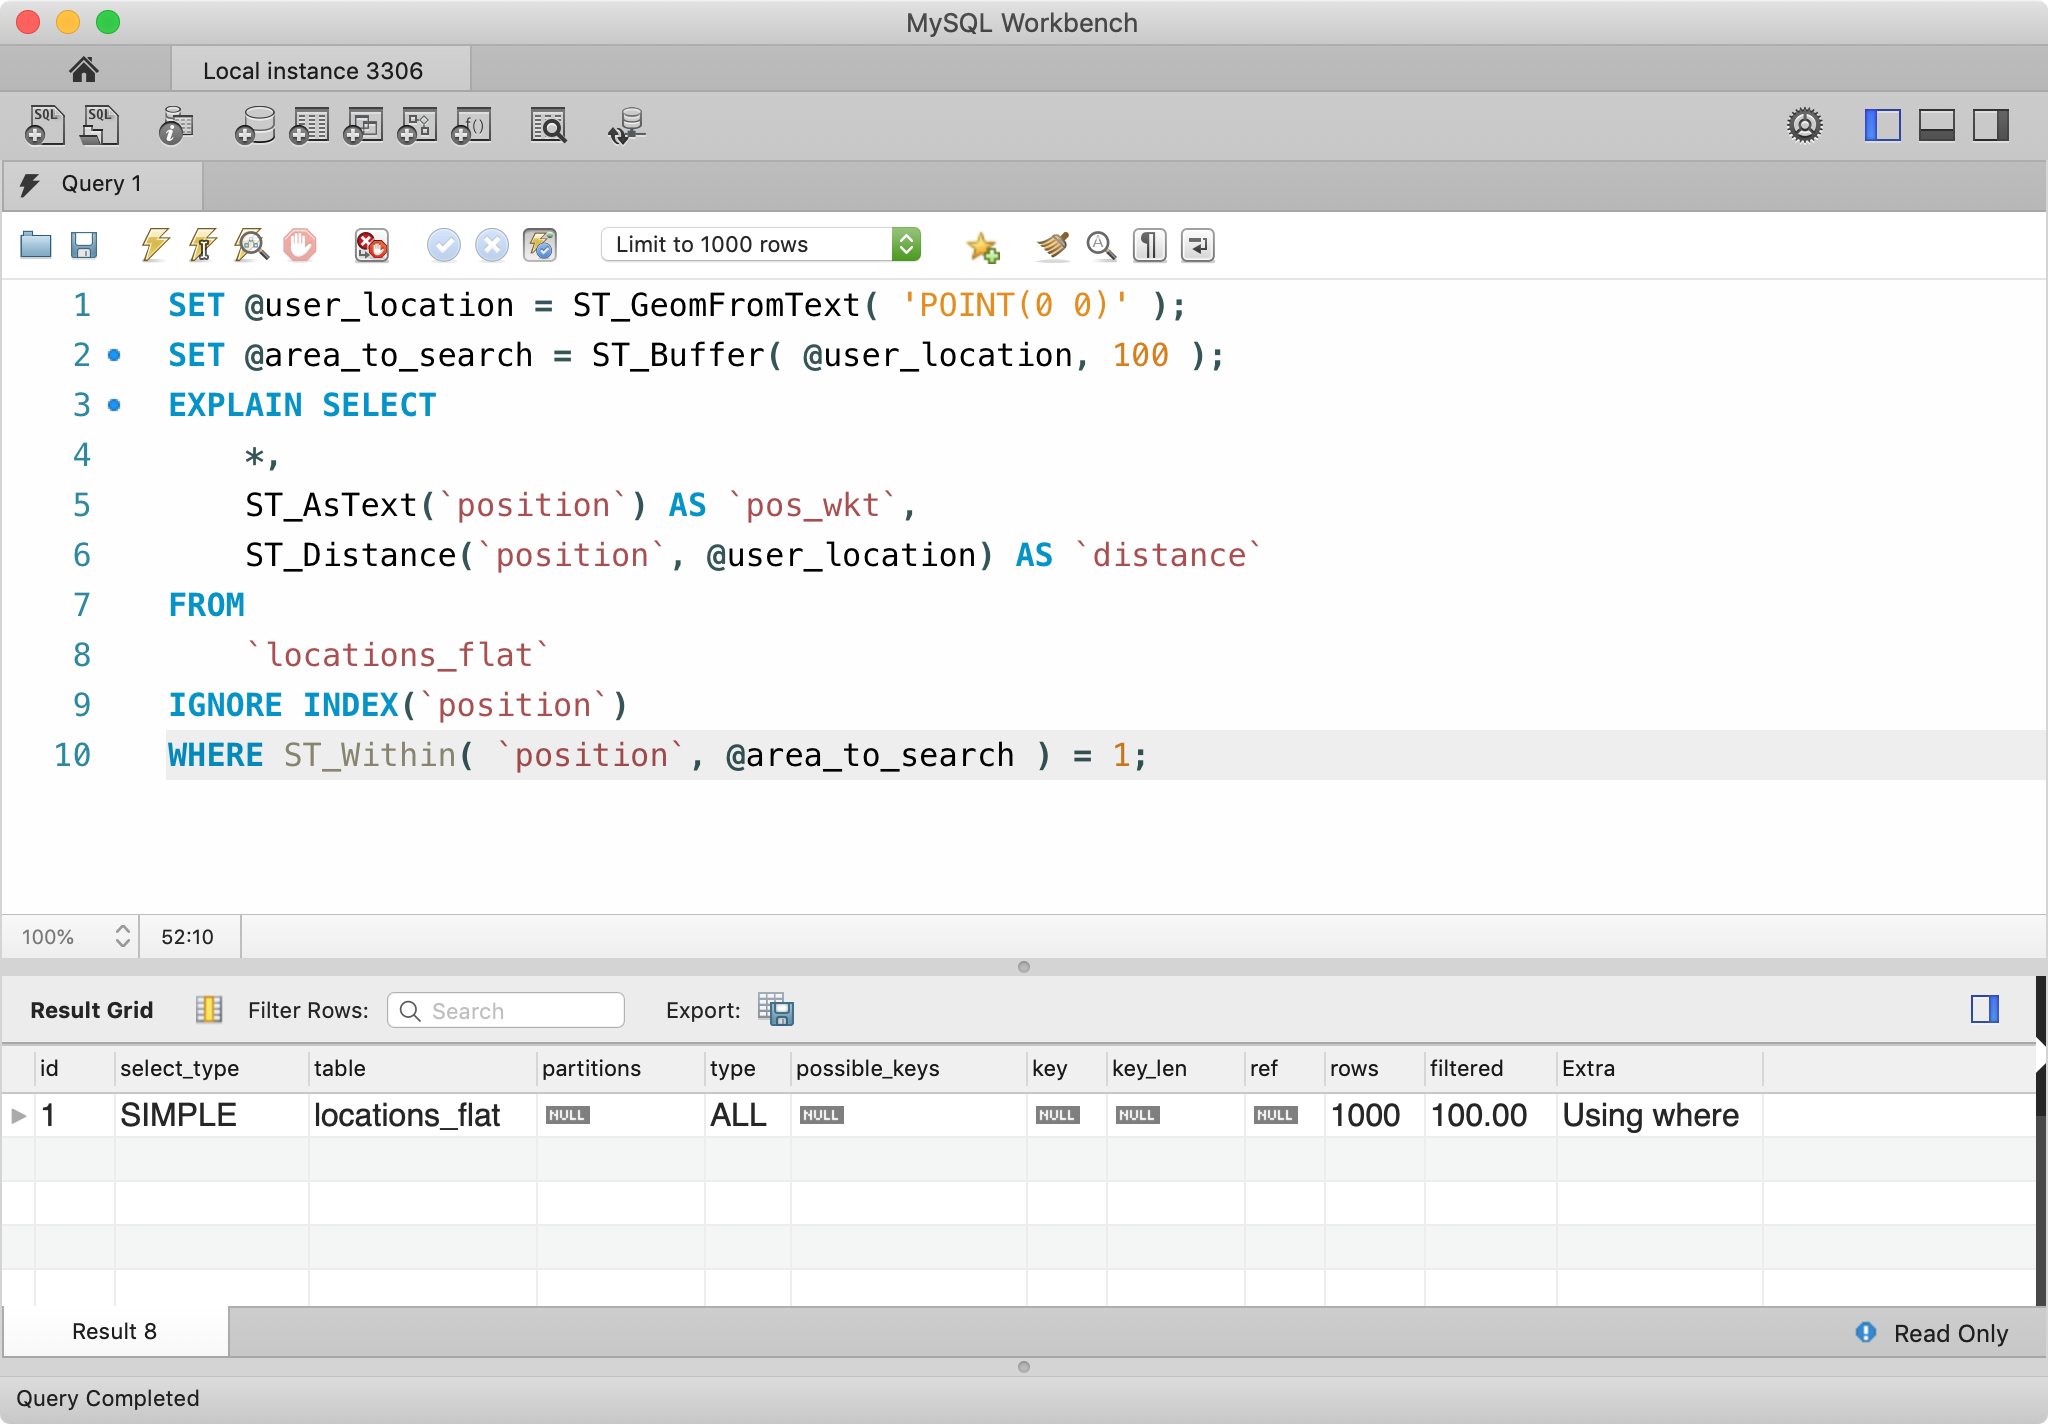 MySQL Workbench
Local instance 3306
SQL SQL
Query 1
Limit to 1000 rows
1 SET @user_location = ST_GeomFromText( 'POINT(0 0)' );
2 SET @area_to_search = ST_Buffer( @user_location, 100 );
3 EXPLAIN SELECT
4 *,
5 ST_AsText(`position`) AS `pos_wkt`,
6 ST_Distance(`position`, @user_location) AS `distance`
7 FROM
8 `locations_flat`
9 IGNORE INDEX(`position`)
10 WHERE ST_Within( `position`, @area_to_search ) = 1;
100% 52:10
Result Grid Filter Rows: Search Export:
id select_type table partitions type possible_keys key key_len ref rows filtered Extra
1 SIMPLE locations_flat NULL ALL NULL NULL NULL NULL 1000 100.00 Using where
Result 8 Read Only
Query Completed